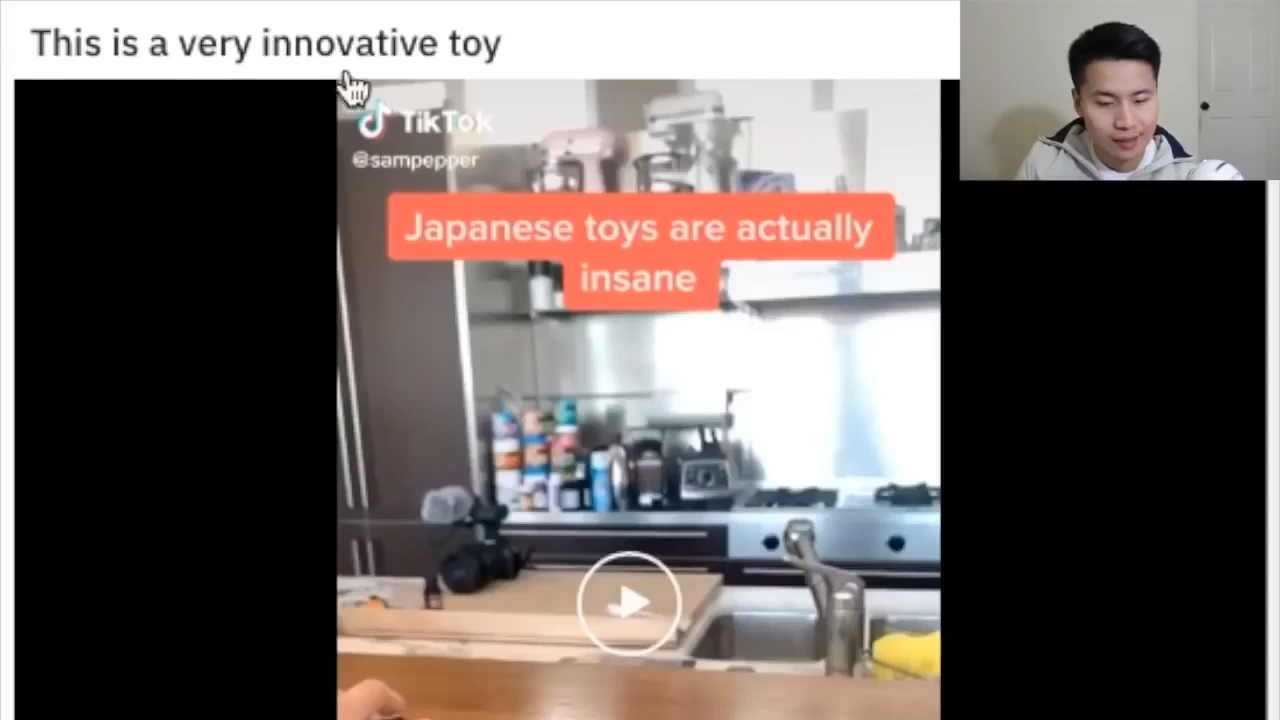 This is a very innovative toy
TikTok
@sampepper
Japanese toys are actually
insane